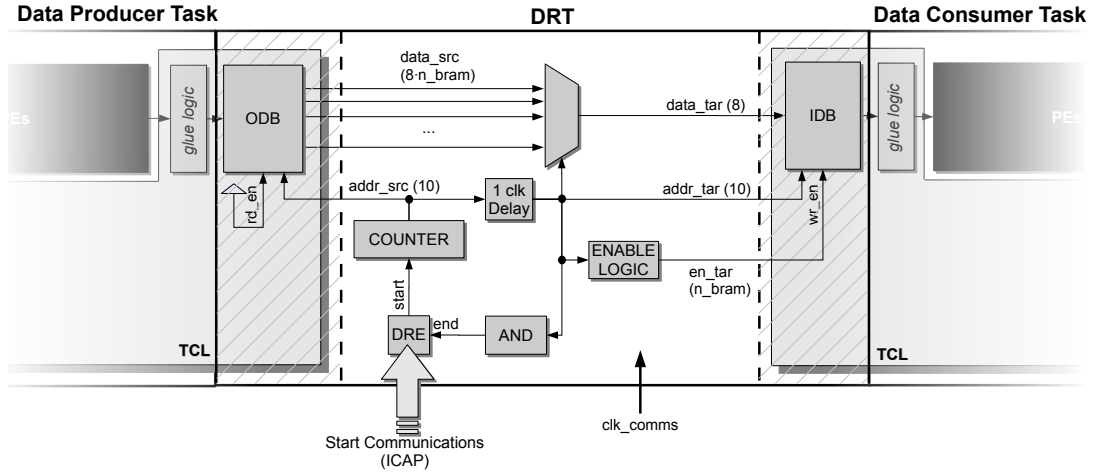 Data Producer Task
DRT
Data Consumer Task
data_src
(8·n_bram)
data_tar (8)
PEs
glue logic
ODB
...
IDB
glue logic
PEs
rd_en
addr_src (10)
1 clk
Delay
addr_tar (10)
wr_en
COUNTER
ENABLE
LOGIC
en_tar
(n_bram)
start
DRE
end
AND
TCL
TCL
clk_comms
Start Communications
(ICAP)